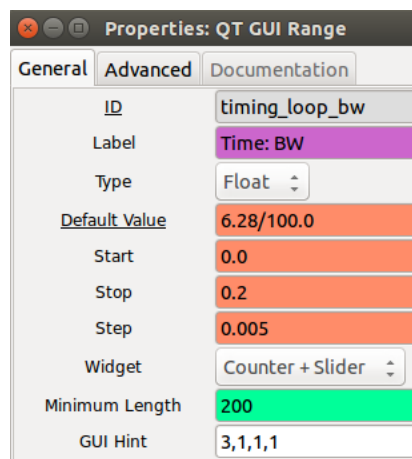 Properties: QT GUI Range
General Advanced Documentation
ID timing_loop_bw
Label Time: BW
Type Float
Default Value 6.28/100.0
Start 0.0
Stop 0.2
Step 0.005
Widget Counter + Slider
Minimum Length 200
GUI Hint 3,1,1,1